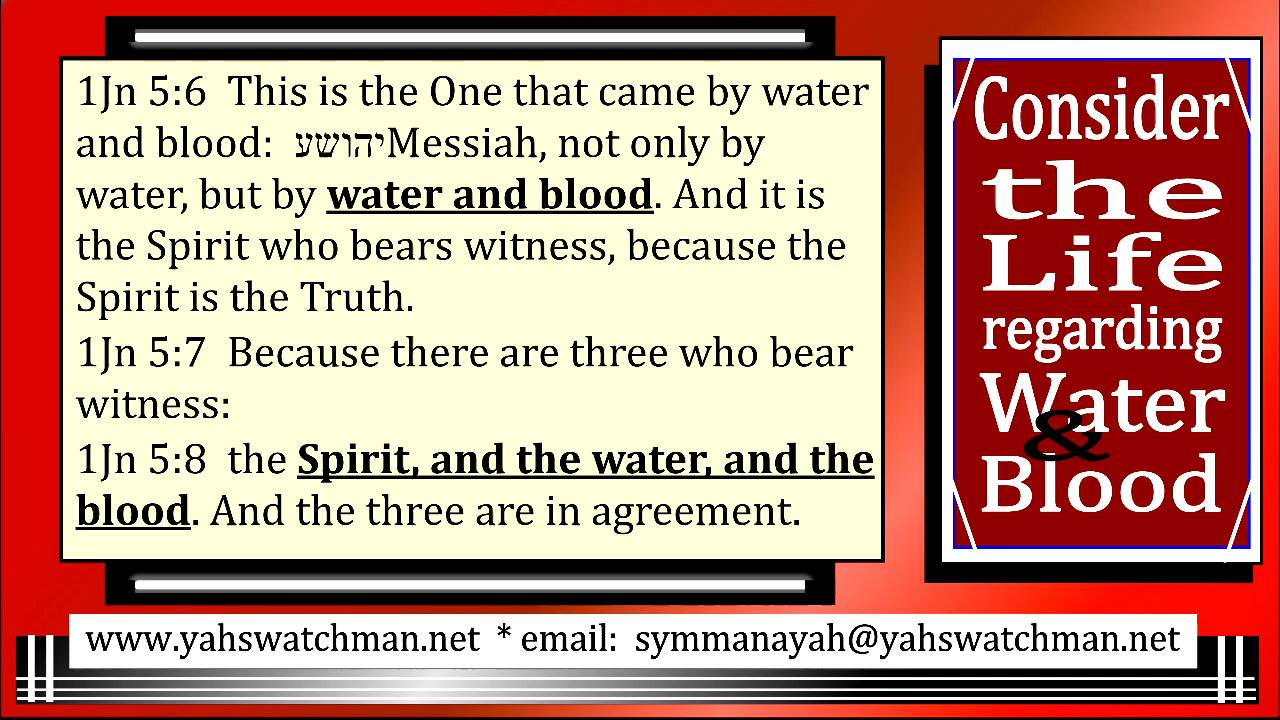 1Jn 5:6  This is the One that came by water
and blood:  יהושע Messiah, not only by
water, but by water and blood. And it is
the Spirit who bears witness, because the
Spirit is the Truth.
1Jn 5:7  Because there are three who bear
witness:
1Jn 5:8  the Spirit, and the water, and the
blood. And the three are in agreement.
Consider
the
Life
regarding
Water
&
Blood
www.yahswatchman.net  * email:  symmanayah@yahswatchman.net